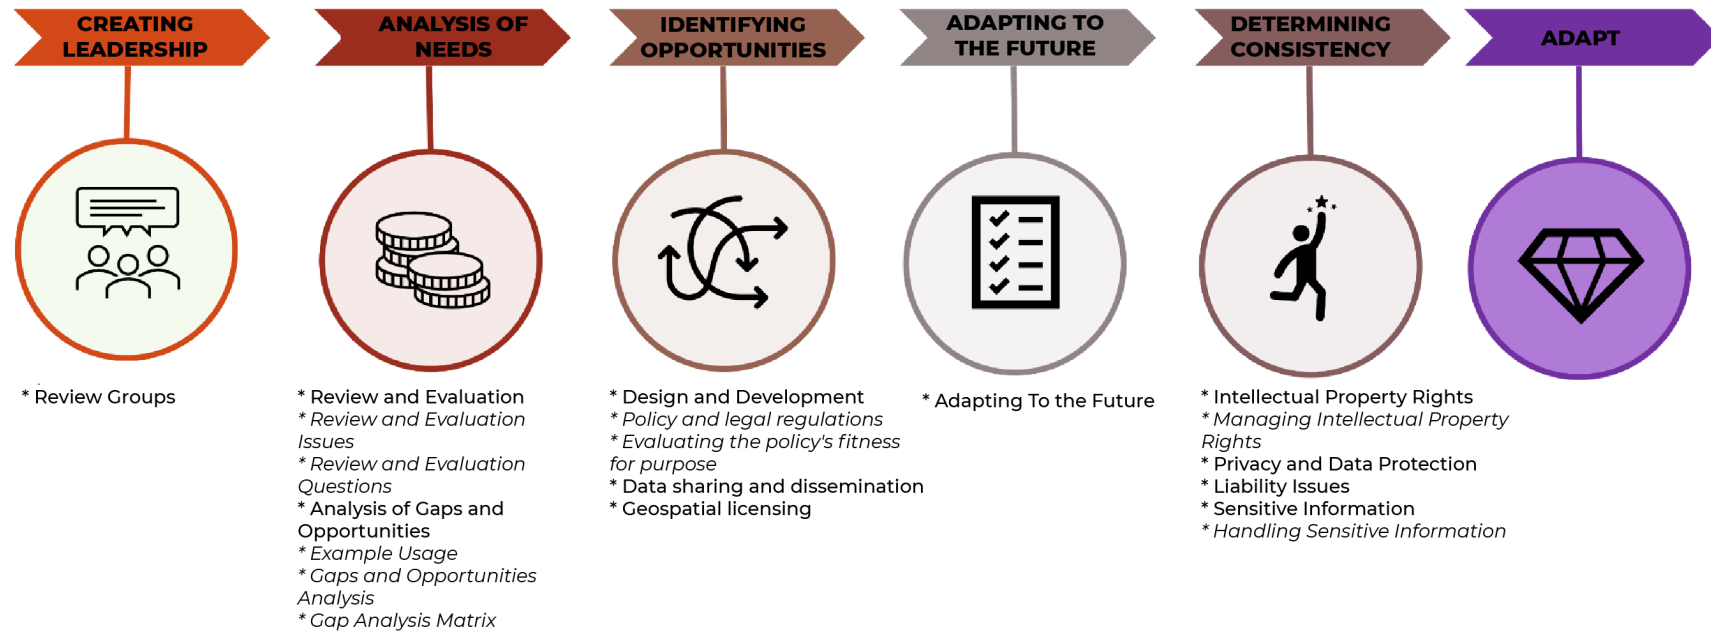 CREATING
LEADERSHIP
ANALYSIS OF
NEEDS
IDENTIFYING
OPPORTUNITIES
ADAPTING TO
THE FUTURE
DETERMINING
CONSISTENCY
ADAPT
* Review Groups
* Review and Evaluation
* Review and Evaluation
Issues
* Review and Evaluation
Questions
* Analysis of Gaps and
Opportunities
* Example Usage
* Gaps and Opportunities
Analysis
* Gap Analysis Matrix
* Design and Development
* Policy and legal regulations
* Evaluating the policy's fitness
for purpose
* Data sharing and dissemination
* Geospatial licensing
* Adapting To the Future
* Intellectual Property Rights
* Managing Intellectual Property
Rights
* Privacy and Data Protection
* Liability Issues
* Sensitive Information
* Handling Sensitive Information